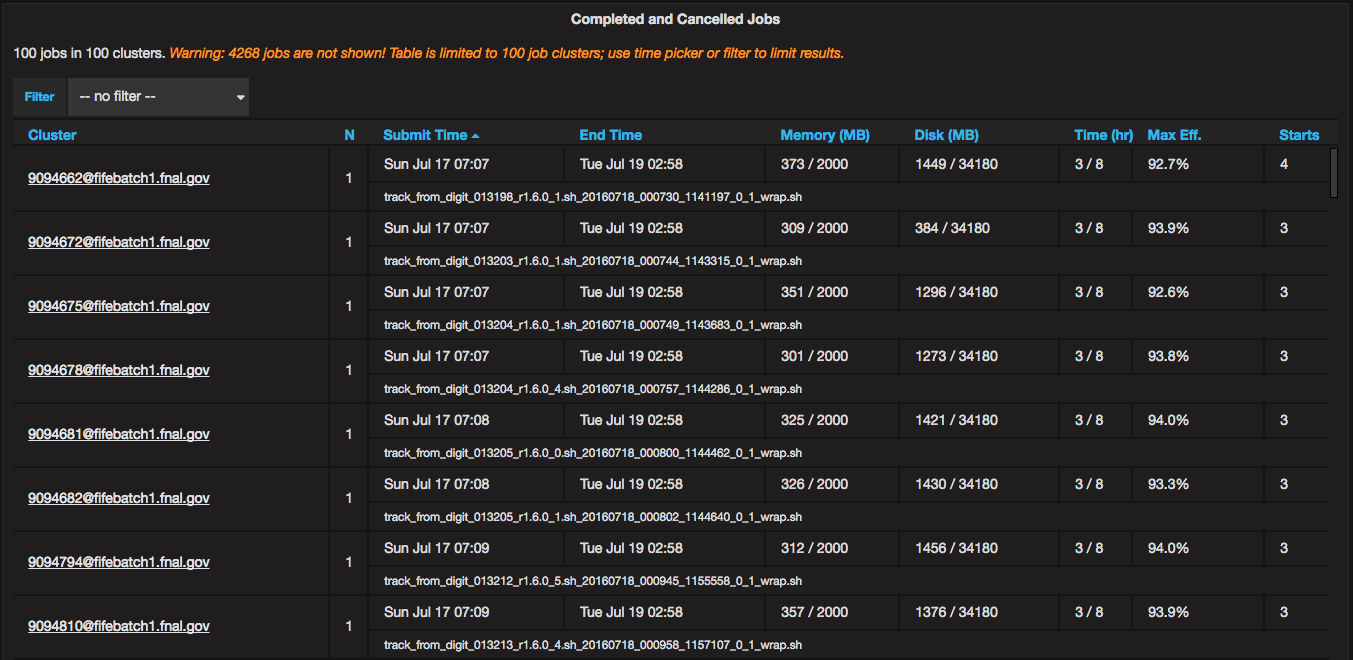 Completed and Cancelled Jobs
100 jobs in 100 clusters. Warning: 4268 jobs are not shown! Table is limited to 100 job clusters; use time picker or filter to limit results.
Filter -- no filter --
Cluster N Submit Time End Time Memory (MB) Disk (MB) Time (hr) Max Eff. Starts
9094662@fifebatch1.fnal.gov 1 Sun Jul 17 07:07 Tue Jul 19 02:58 373 / 2000 1449 / 34180 3 / 8 92.7% 4
track_from_digit_013198_r1.6.0_1.sh_20160718_000730_1141197_0_1_wrap.sh
9094672@fifebatch1.fnal.gov 1 Sun Jul 17 07:07 Tue Jul 19 02:58 309 / 2000 384 / 34180 3 / 8 93.9% 3
track_from_digit_013203_r1.6.0_1.sh_20160718_000744_1143315_0_1_wrap.sh
9094675@fifebatch1.fnal.gov 1 Sun Jul 17 07:07 Tue Jul 19 02:58 351 / 2000 1296 / 34180 3 / 8 92.6% 3
track_from_digit_013204_r1.6.0_1.sh_20160718_000749_1143683_0_1_wrap.sh
9094678@fifebatch1.fnal.gov 1 Sun Jul 17 07:07 Tue Jul 19 02:58 301 / 2000 1273 / 34180 3 / 8 93.8% 3
track_from_digit_013204_r1.6.0_4.sh_20160718_000757_1144286_0_1_wrap.sh
9094681@fifebatch1.fnal.gov 1 Sun Jul 17 07:08 Tue Jul 19 02:58 325 / 2000 1421 / 34180 3 / 8 94.0% 3
track_from_digit_013205_r1.6.0_0.sh_20160718_000800_1144462_0_1_wrap.sh
9094682@fifebatch1.fnal.gov 1 Sun Jul 17 07:08 Tue Jul 19 02:58 326 / 2000 1430 / 34180 3 / 8 93.3% 3
track_from_digit_013205_r1.6.0_1.sh_20160718_000802_1144640_0_1_wrap.sh
9094794@fifebatch1.fnal.gov 1 Sun Jul 17 07:09 Tue Jul 19 02:58 312 / 2000 1456 / 34180 3 / 8 94.0% 3
track_from_digit_013212_r1.6.0_5.sh_20160718_000945_1155558_0_1_wrap.sh
9094810@fifebatch1.fnal.gov 1 Sun Jul 17 07:09 Tue Jul 19 02:58 357 / 2000 1376 / 34180 3 / 8 93.9% 3
track_from_digit_013213_r1.6.0_4.sh_20160718_000958_1157107_0_1_wrap.sh